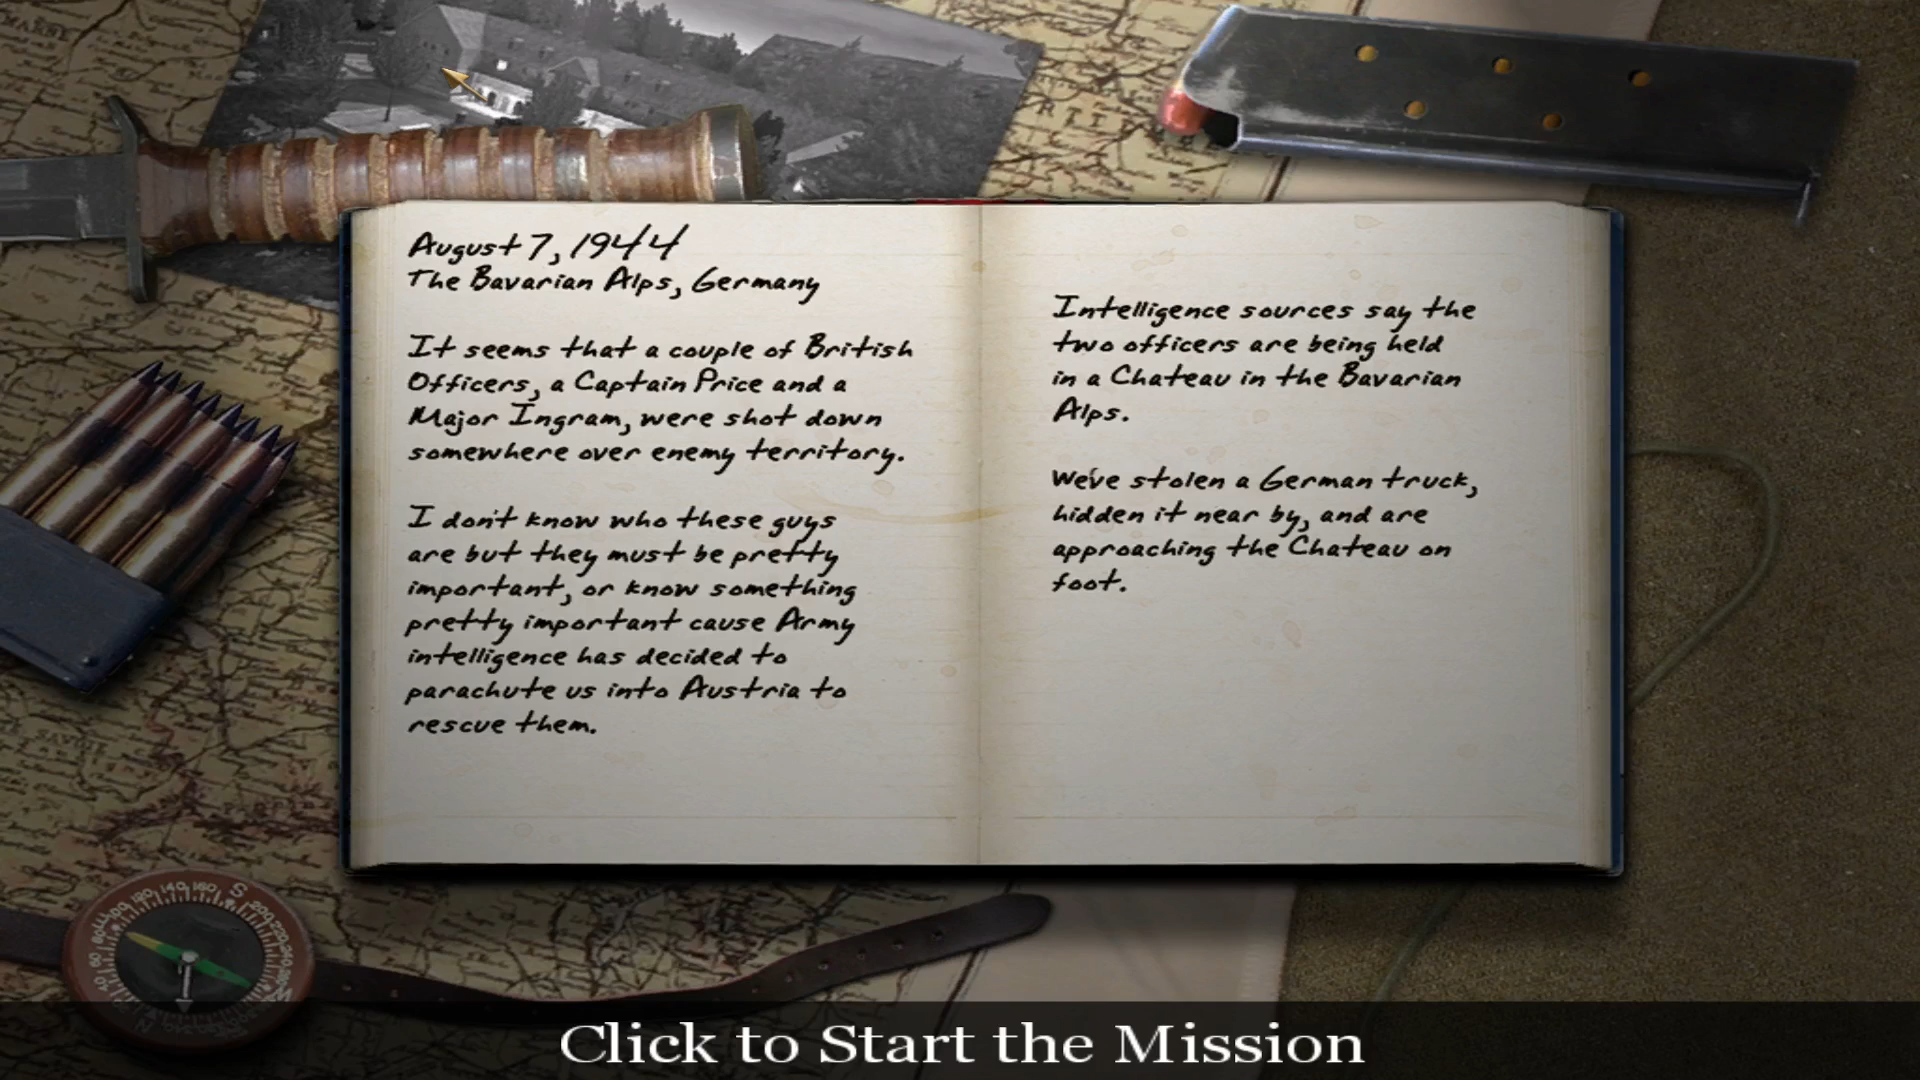 August 7, 1944
The Bavarian Alps, Germany
It seems that a couple of British
Officers, a Captain Price and a
Major Ingram, were shot down
somewhere over enemy territory.
I don't know who these guys
are but they must be pretty
important, or know something
pretty important cause Army
intelligence has decided to
parachute us into Austria to
rescue them.
Intelligence sources say the
two officers are being held
in a Chateau in the Bavarian
Alps.
We've stolen a German truck,
hidden it near by, and are
approaching the Chateau on
foot.
Click to Start the Mission